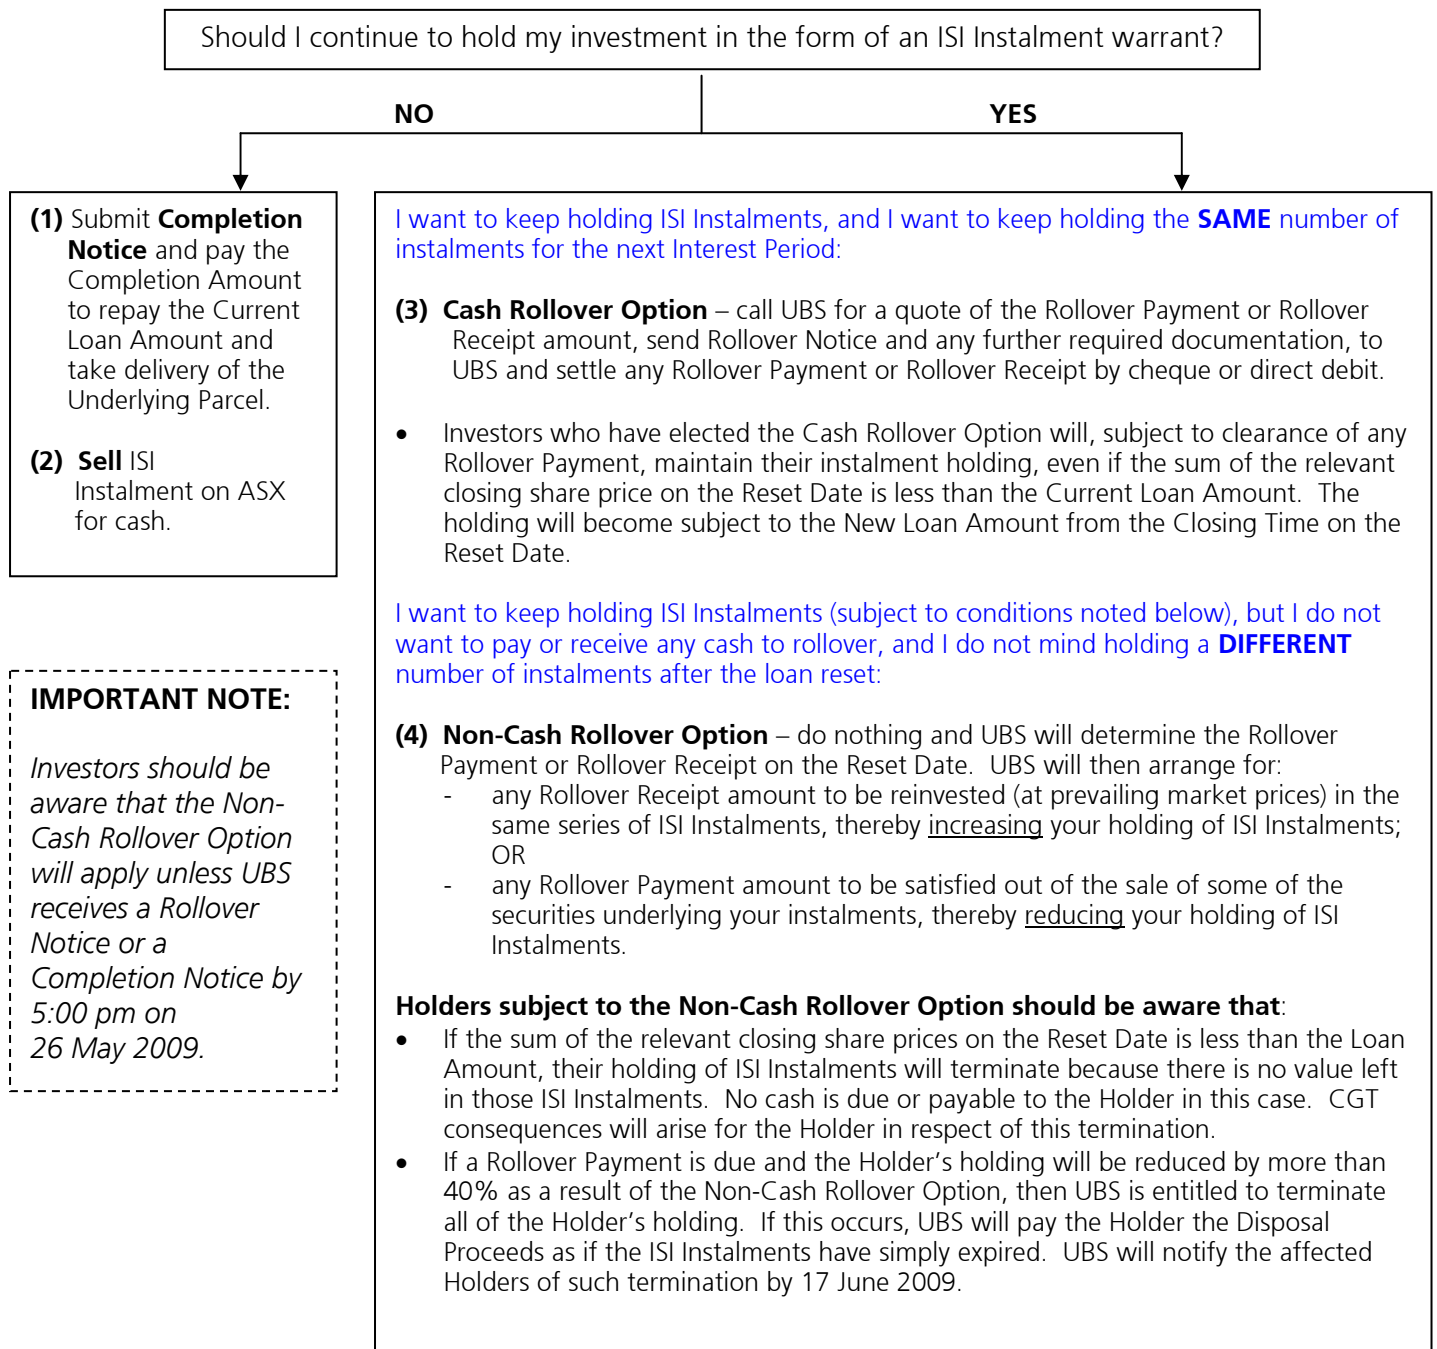 Should I continue to hold my investment in the form of an ISI Instalment warrant?
NO
YES
(1) Submit Completion
Notice and pay the
Completion Amount
to repay the Current
Loan Amount and
take delivery of the
Underlying Parcel.
(2) Sell ISI
Instalment on ASX
for cash.
IMPORTANT NOTE:
Investors should be
aware that the Non-
Cash Rollover Option
will apply unless UBS
receives a Rollover
Notice or a
Completion Notice by
5:00 pm on
26 May 2009.
I want to keep holding ISI Instalments, and I want to keep holding the SAME number of
instalments for the next Interest Period:
(3) Cash Rollover Option – call UBS for a quote of the Rollover Payment or Rollover
Receipt amount, send Rollover Notice and any further required documentation, to
UBS and settle any Rollover Payment or Rollover Receipt by cheque or direct debit.
• Investors who have elected the Cash Rollover Option will, subject to clearance of any
Rollover Payment, maintain their instalment holding, even if the sum of the relevant
closing share price on the Reset Date is less than the Current Loan Amount. The
holding will become subject to the New Loan Amount from the Closing Time on the
Reset Date.
I want to keep holding ISI Instalments (subject to conditions noted below), but I do not
want to pay or receive any cash to rollover, and I do not mind holding a DIFFERENT
number of instalments after the loan reset:
(4) Non-Cash Rollover Option – do nothing and UBS will determine the Rollover
Payment or Rollover Receipt on the Reset Date. UBS will then arrange for:
- any Rollover Receipt amount to be reinvested (at prevailing market prices) in the
same series of ISI Instalments, thereby increasing your holding of ISI Instalments;
OR
- any Rollover Payment amount to be satisfied out of the sale of some of the
securities underlying your instalments, thereby reducing your holding of ISI
Instalments.
Holders subject to the Non-Cash Rollover Option should be aware that:
• If the sum of the relevant closing share prices on the Reset Date is less than the Loan
Amount, their holding of ISI Instalments will terminate because there is no value left
in those ISI Instalments. No cash is due or payable to the Holder in this case. CGT
consequences will arise for the Holder in respect of this termination.
• If a Rollover Payment is due and the Holder’s holding will be reduced by more than
40% as a result of the Non-Cash Rollover Option, then UBS is entitled to terminate
all of the Holder’s holding. If this occurs, UBS will pay the Holder the Disposal
Proceeds as if the ISI Instalments have simply expired. UBS will notify the affected
Holders of such termination by 17 June 2009.